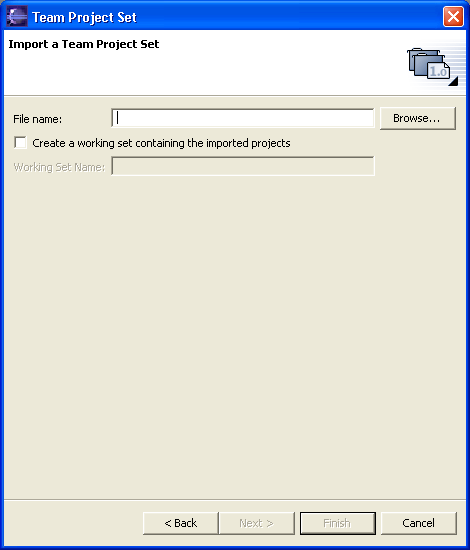 Team Project Set
Import a Team Project Set
1.0
File name:
Browse...
Create a working set containing the imported projects
Working Set Name:
< Back
Next >
Finish
Cancel